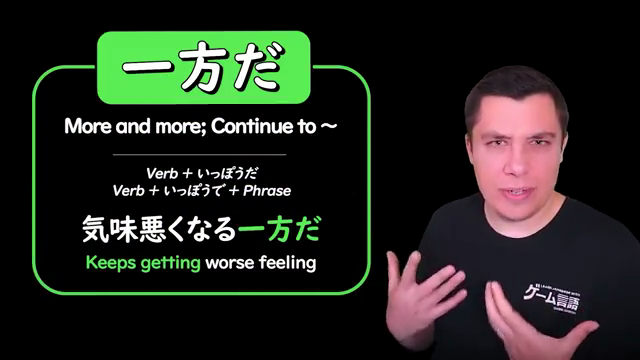 一方だ
More and more; Continue to ～
Verb + いっぽうだ
Verb + いっぽうで + Phrase
気味悪くなる一方だ
Keeps getting worse feeling
ゲーム言語